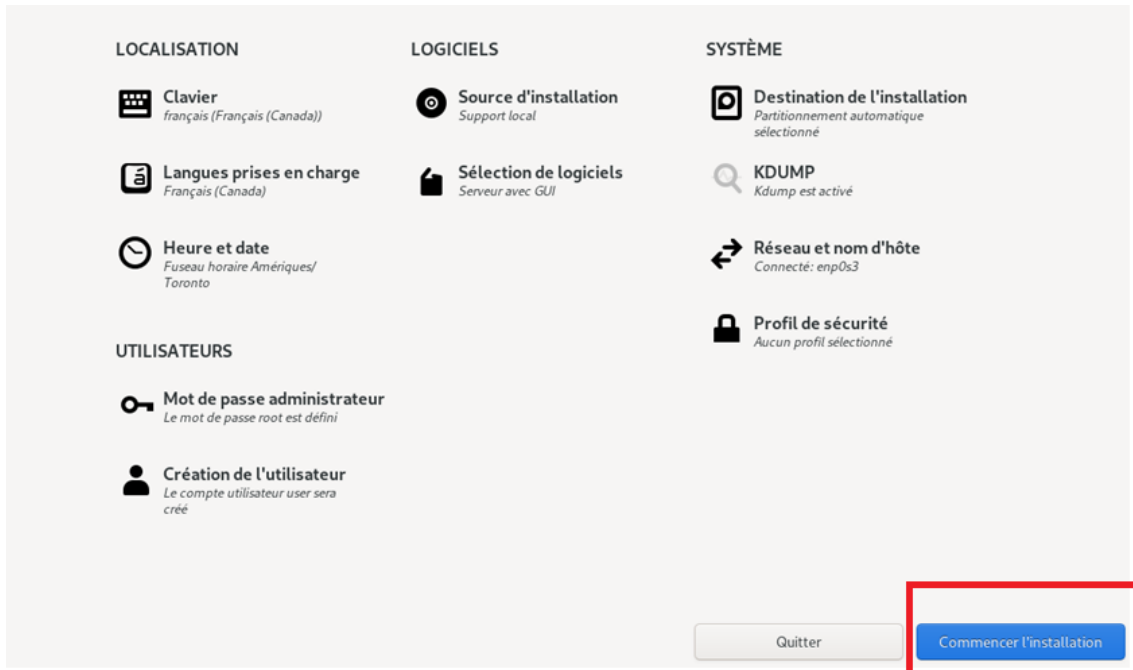 LOCALISATION
Clavier
français (Français (Canada))
Langues prises en charge
Français (Canada)
Heure et date
Fuseau horaire Amériques/
Toronto
UTILISATEURS
Mot de passe administrateur
Le mot de passe root est défini
Création de l'utilisateur
Le compte utilisateur user sera
créé
LOGICIELS
Source d'installation
Support local
Sélection de logiciels
Serveur avec GUI
SYSTÈME
Destination de l'installation
Partitionnement automatique
sélectionné
KDUMP
Kdump est activé
Réseau et nom d'hôte
Connecté: enp0s3
Profil de sécurité
Aucun profil sélectionné
Quitter
Commencer l'installation